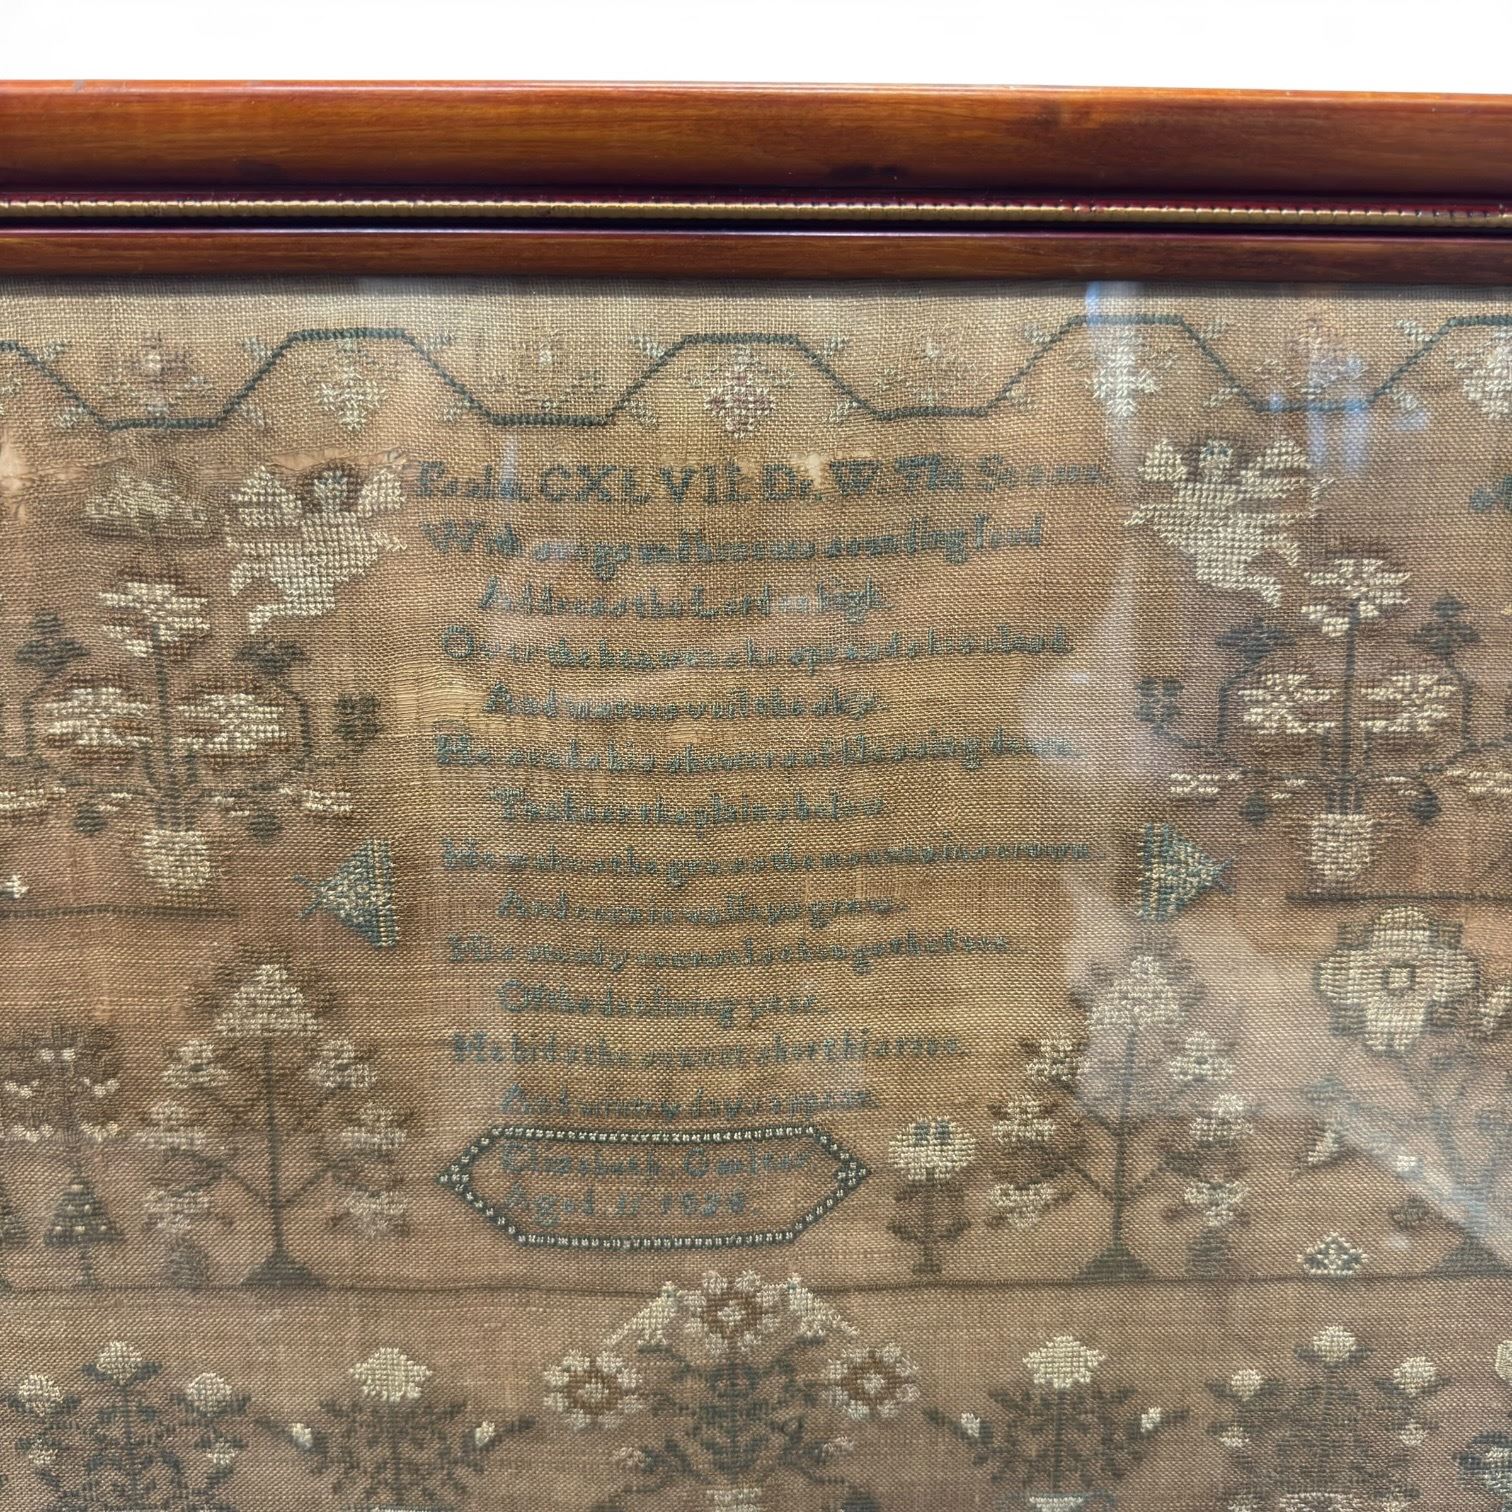 Psalm CXLVII. Dr. W. The Seasons
With songs and honours sounding loud
Address the Lord on high.
Over the heavens he spreads his cloud
And waters veil the sky.
He sends his showers of blessing down
To cheer the plains below
He makes the grass the mountains crown.
And corn in valleys grow.
His steady counsels change the face
Of the declining year.
He bids the sun cut short his race.
And wintry days appear.
Elizabeth Coulter
Aged 11